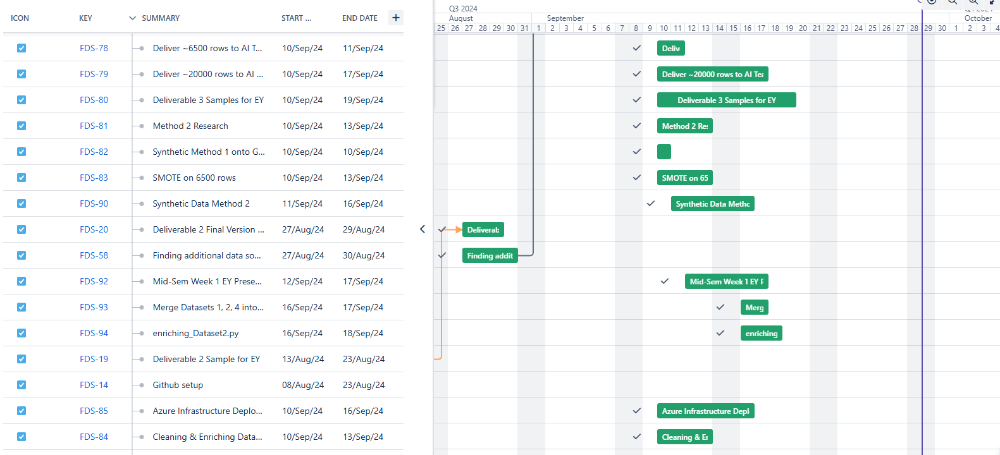 ICON KEY SUMMARY START ... END DATE +
Q3 2024
August September October
25 26 27 28 29 30 31 1 2 3 4 5 6 7 8 9 10 11 12 13 14 15 16 17 18 19 20 21 22 23 24 25 26 27 28 29 30 1 2 3 4
FDS-78 Deliver ~6500 rows to AI T... 10/Sep/24 11/Sep/24 Deliv
FDS-79 Deliver ~20000 rows to AI ... 10/Sep/24 17/Sep/24 Deliver ~20000 rows to AI Tea
FDS-80 Deliverable 3 Samples for EY 10/Sep/24 19/Sep/24 Deliverable 3 Samples for EY
FDS-81 Method 2 Research 10/Sep/24 13/Sep/24 Method 2 Res
FDS-82 Synthetic Method 1 onto G... 10/Sep/24 10/Sep/24
FDS-83 SMOTE on 6500 rows 10/Sep/24 13/Sep/24 SMOTE on 65
FDS-90 Synthetic Data Method 2 11/Sep/24 16/Sep/24 Synthetic Data Metho
FDS-20 Deliverable 2 Final Version ... 27/Aug/24 29/Aug/24 Deliverab
FDS-58 Finding additional data so... 27/Aug/24 30/Aug/24 Finding addit
FDS-92 Mid-Sem Week 1 EY Prese... 12/Sep/24 17/Sep/24 Mid-Sem Week 1 EY P
FDS-93 Merge Datasets 1, 2, 4 into... 16/Sep/24 17/Sep/24 Merg
FDS-94 enriching_Dataset2.py 16/Sep/24 18/Sep/24 enriching
FDS-19 Deliverable 2 Sample for EY 13/Aug/24 23/Aug/24
FDS-14 Github setup 08/Aug/24 23/Aug/24
FDS-85 Azure Infrastructure Deplo... 10/Sep/24 16/Sep/24 Azure Infrastructure Depl
FDS-84 Cleaning & Enriching Data... 10/Sep/24 13/Sep/24 Cleaning & En